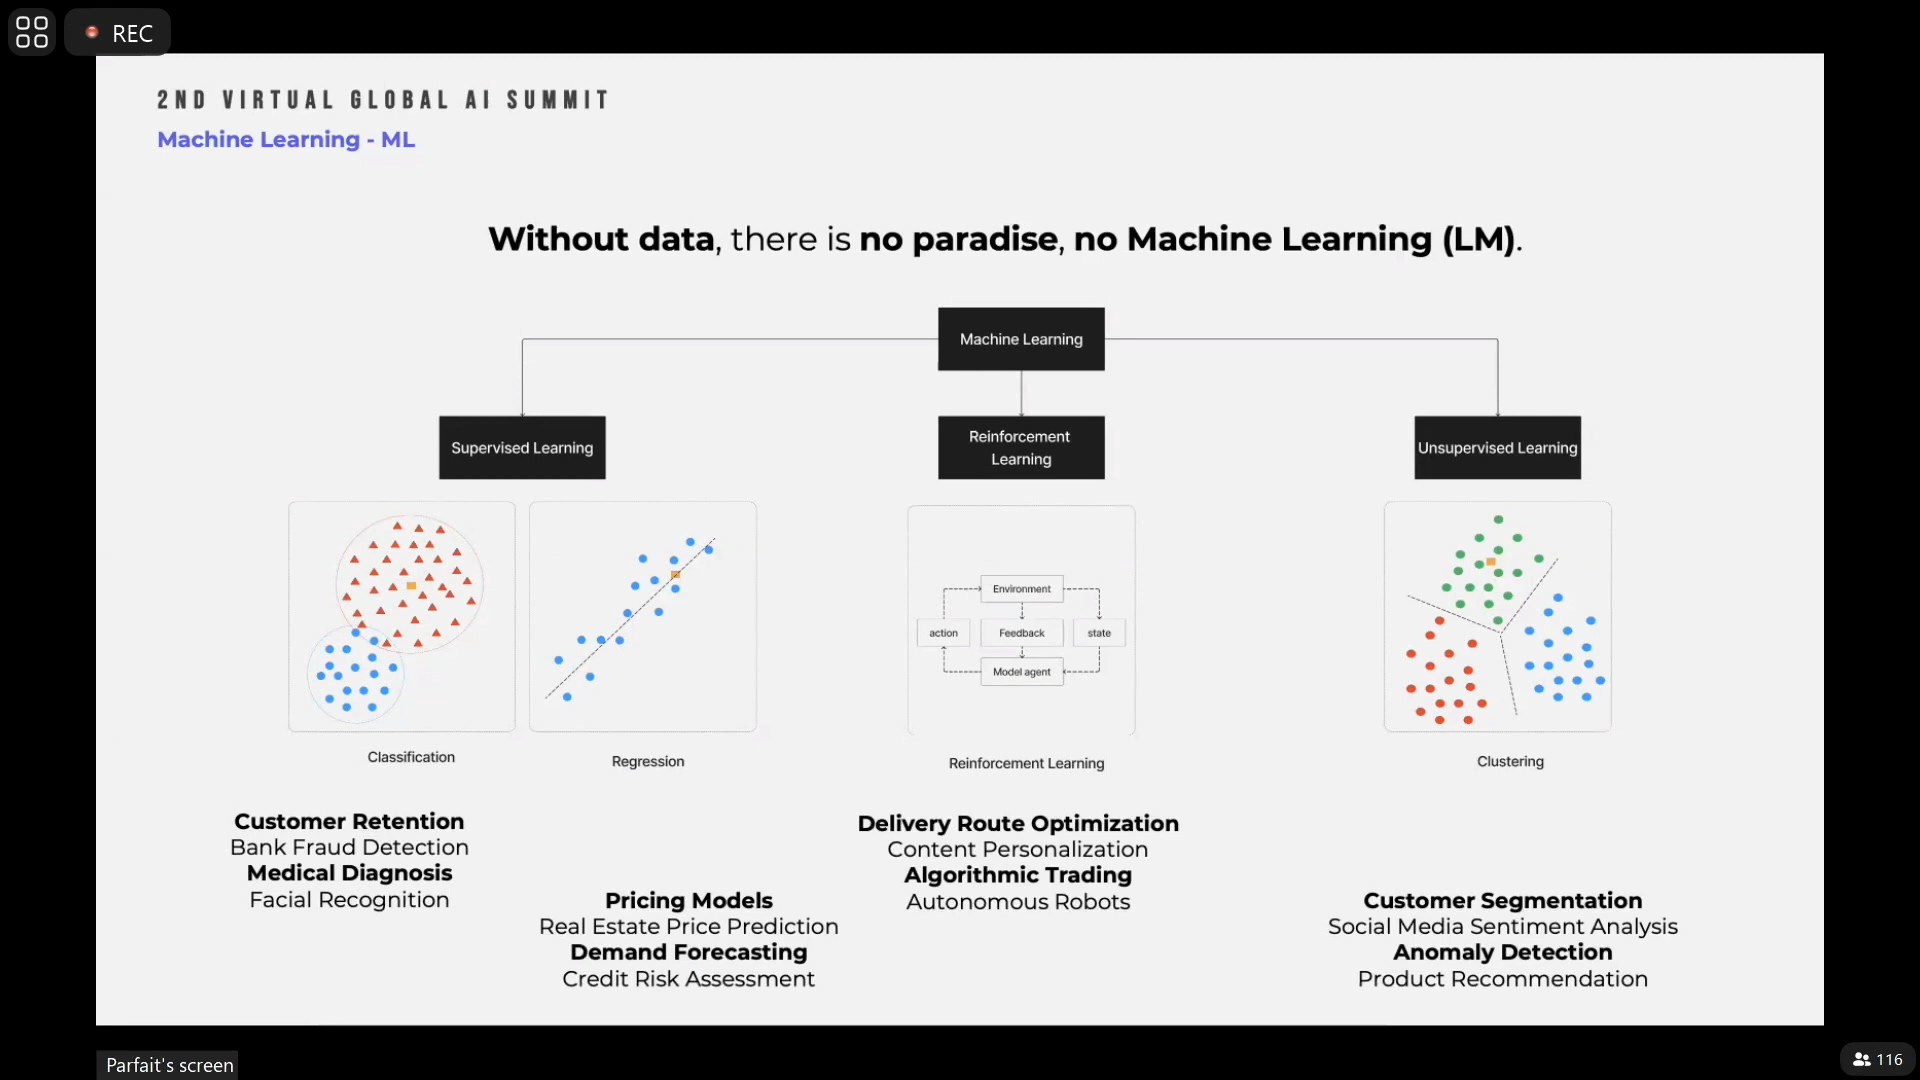 REC
2ND VIRTUAL GLOBAL AI SUMMIT
Machine Learning - ML
Without data, there is no paradise, no Machine Learning (LM).
Machine Learning
Supervised Learning
Reinforcement
Learning
Unsupervised Learning
Environment
action
Feedback
state
Model agent
Classification
Regression
Reinforcement Learning
Clustering
Customer Retention
Bank Fraud Detection
Medical Diagnosis
Facial Recognition
Pricing Models
Real Estate Price Prediction
Demand Forecasting
Credit Risk Assessment
Delivery Route Optimization
Content Personalization
Algorithmic Trading
Autonomous Robots
Customer Segmentation
Social Media Sentiment Analysis
Anomaly Detection
Product Recommendation
Parfait's screen
116